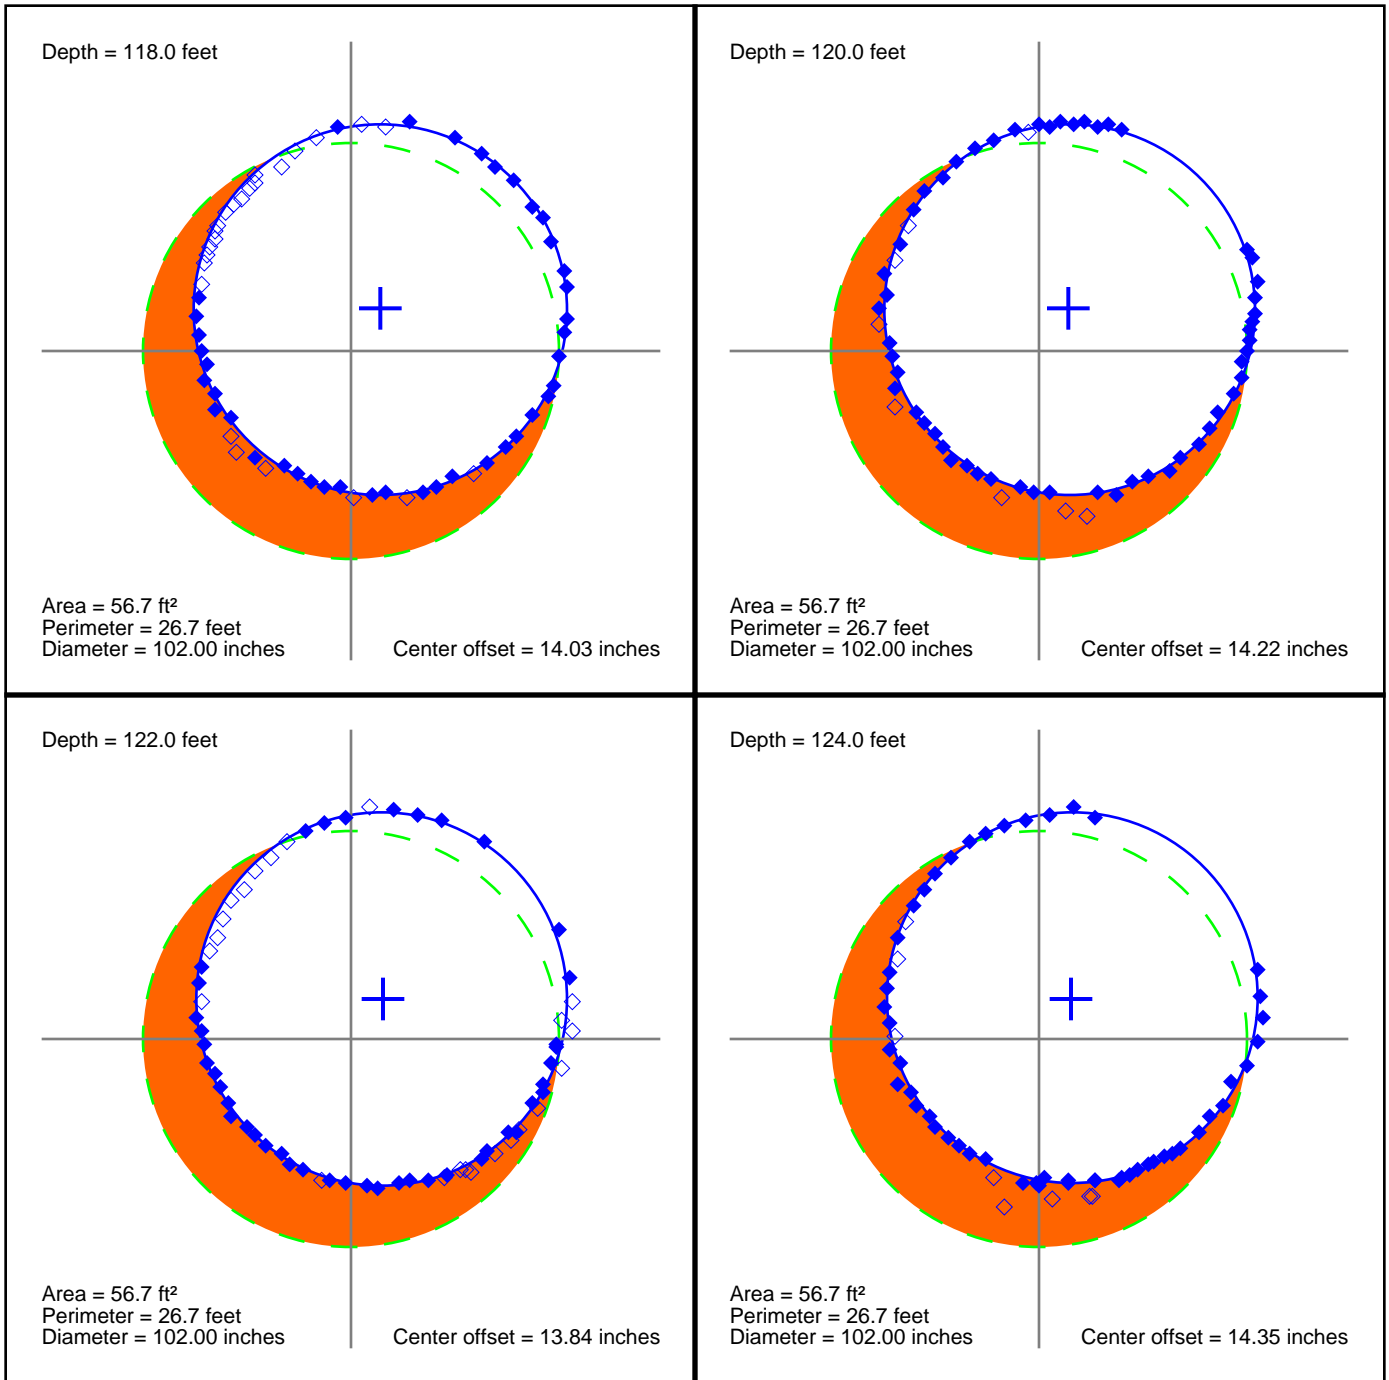 Depth = 118.0 feet
Area = 56.7 ft²
Perimeter = 26.7 feet
Diameter = 102.00 inches
Center offset = 14.03 inches
Depth = 120.0 feet
Area = 56.7 ft²
Perimeter = 26.7 feet
Diameter = 102.00 inches
Center offset = 14.22 inches
Depth = 122.0 feet
Area = 56.7 ft²
Perimeter = 26.7 feet
Diameter = 102.00 inches
Center offset = 13.84 inches
Depth = 124.0 feet
Area = 56.7 ft²
Perimeter = 26.7 feet
Diameter = 102.00 inches
Center offset = 14.35 inches